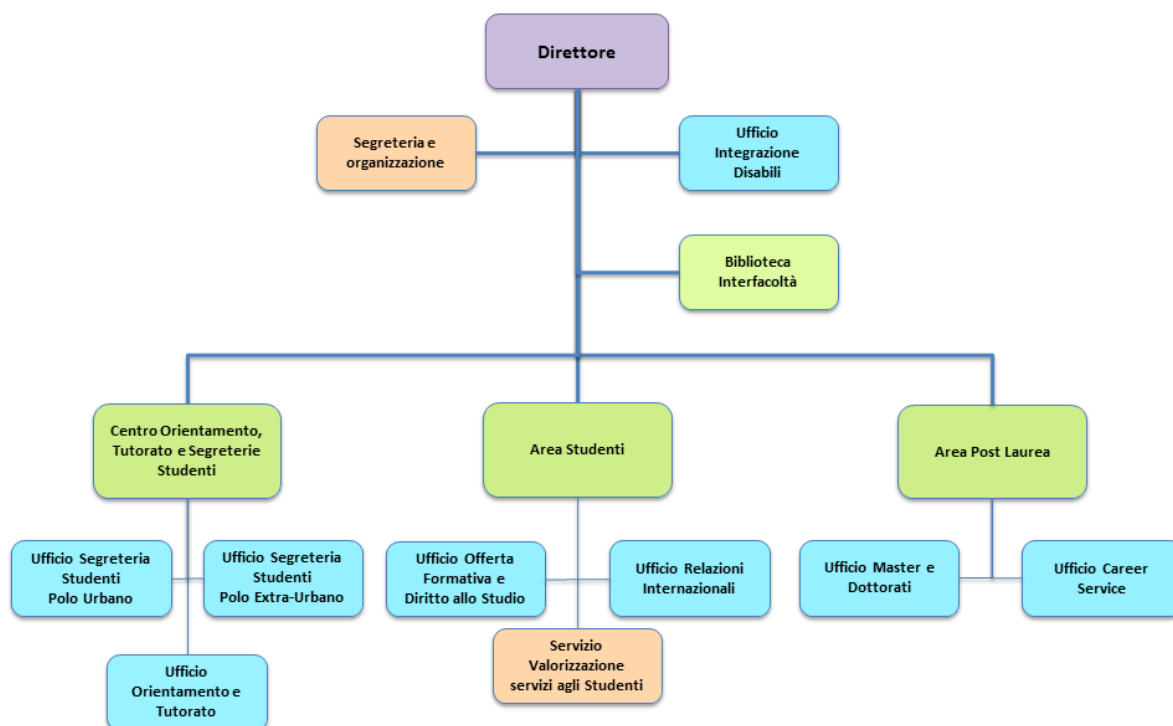 Direttore
Segreteria e
organizzazione
Ufficio
Integrazione
Disabili
Biblioteca
Interfacoltà
Centro Orientamento,
Tutorato e Segreterie
Studenti
Area Studenti
Area Post Laurea
Ufficio Segreteria
Studenti
Polo Urbano
Ufficio Segreteria
Studenti
Polo Extra-Urbano
Ufficio Offerta
Formativa e
Diritto allo Studio
Ufficio Relazioni
Internazionali
Ufficio Master e
Dottorati
Ufficio Career
Service
Ufficio
Orientamento e
Tutorato
Servizio
Valorizzazione
servizi agli Studenti